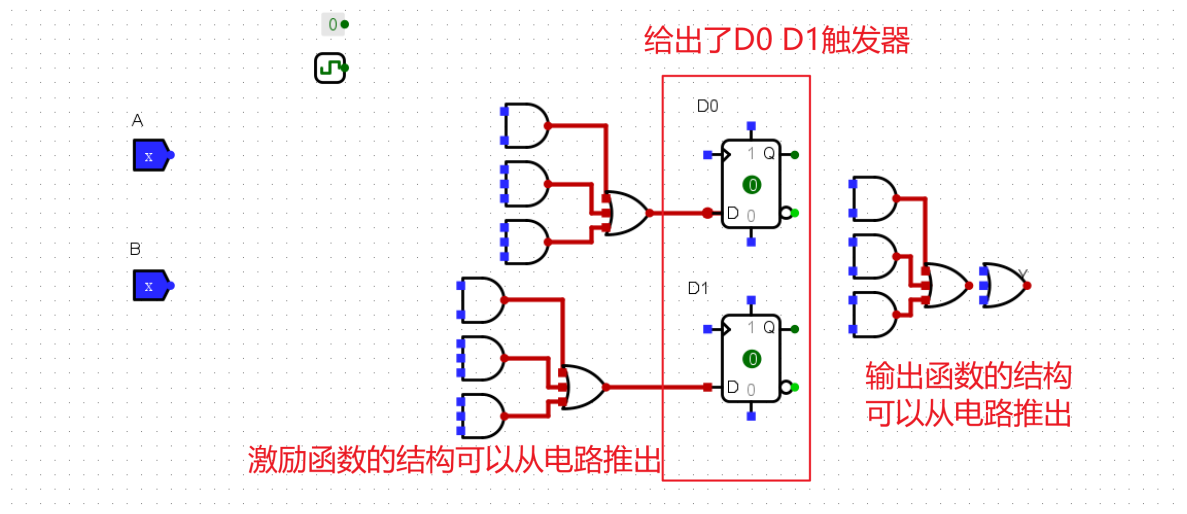 0
给出了D0 D1触发器
D0
A
x
1 Q
0
D 0
B
x
Y
D1
1 Q
0
D 0
输出函数的结构
可以从电路推出
激励函数的结构可以从电路推出